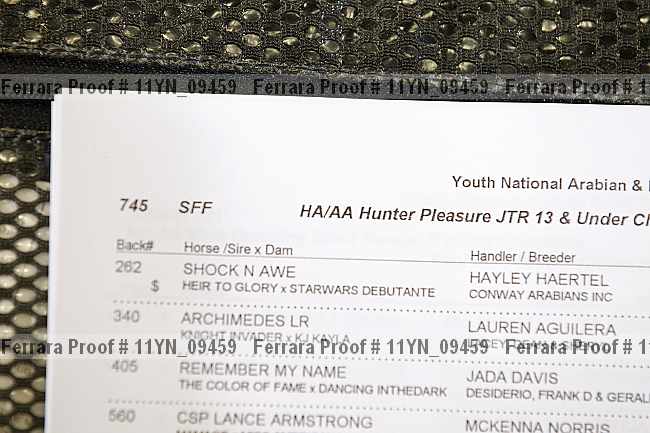 Ferrara Proof # 11YN_09459 Ferrara Proof # 11YN_09459 Ferrara Proof # 11YN
Youth National Arabian &
745 SFF HA/AA Hunter Pleasure JTR 13 & Under
Back# Horse /Sire x Dam Handler / Breeder
262 SHOCK N AWE HAYLEY HAERTEL
$ HEIR TO GLORY x STARWARS DEBUTANTE CONWAY ARABIANS INC
340 ARCHIMEDES LR LAUREN AGUILERA
KNIGHT INVADER x KJ KAYLA
Ferrara Proof # 11YN_09459 Ferrara Proof # 11YN_09459 Ferrara Proof # 11YN
405 REMEMBER MY NAME JADA DAVIS
THE COLOR OF FAME x DANCING INTHEDARK DESIDERIO, FRANK D &
560 CSP LANCE ARMSTRONG MCKENNA NORRIS